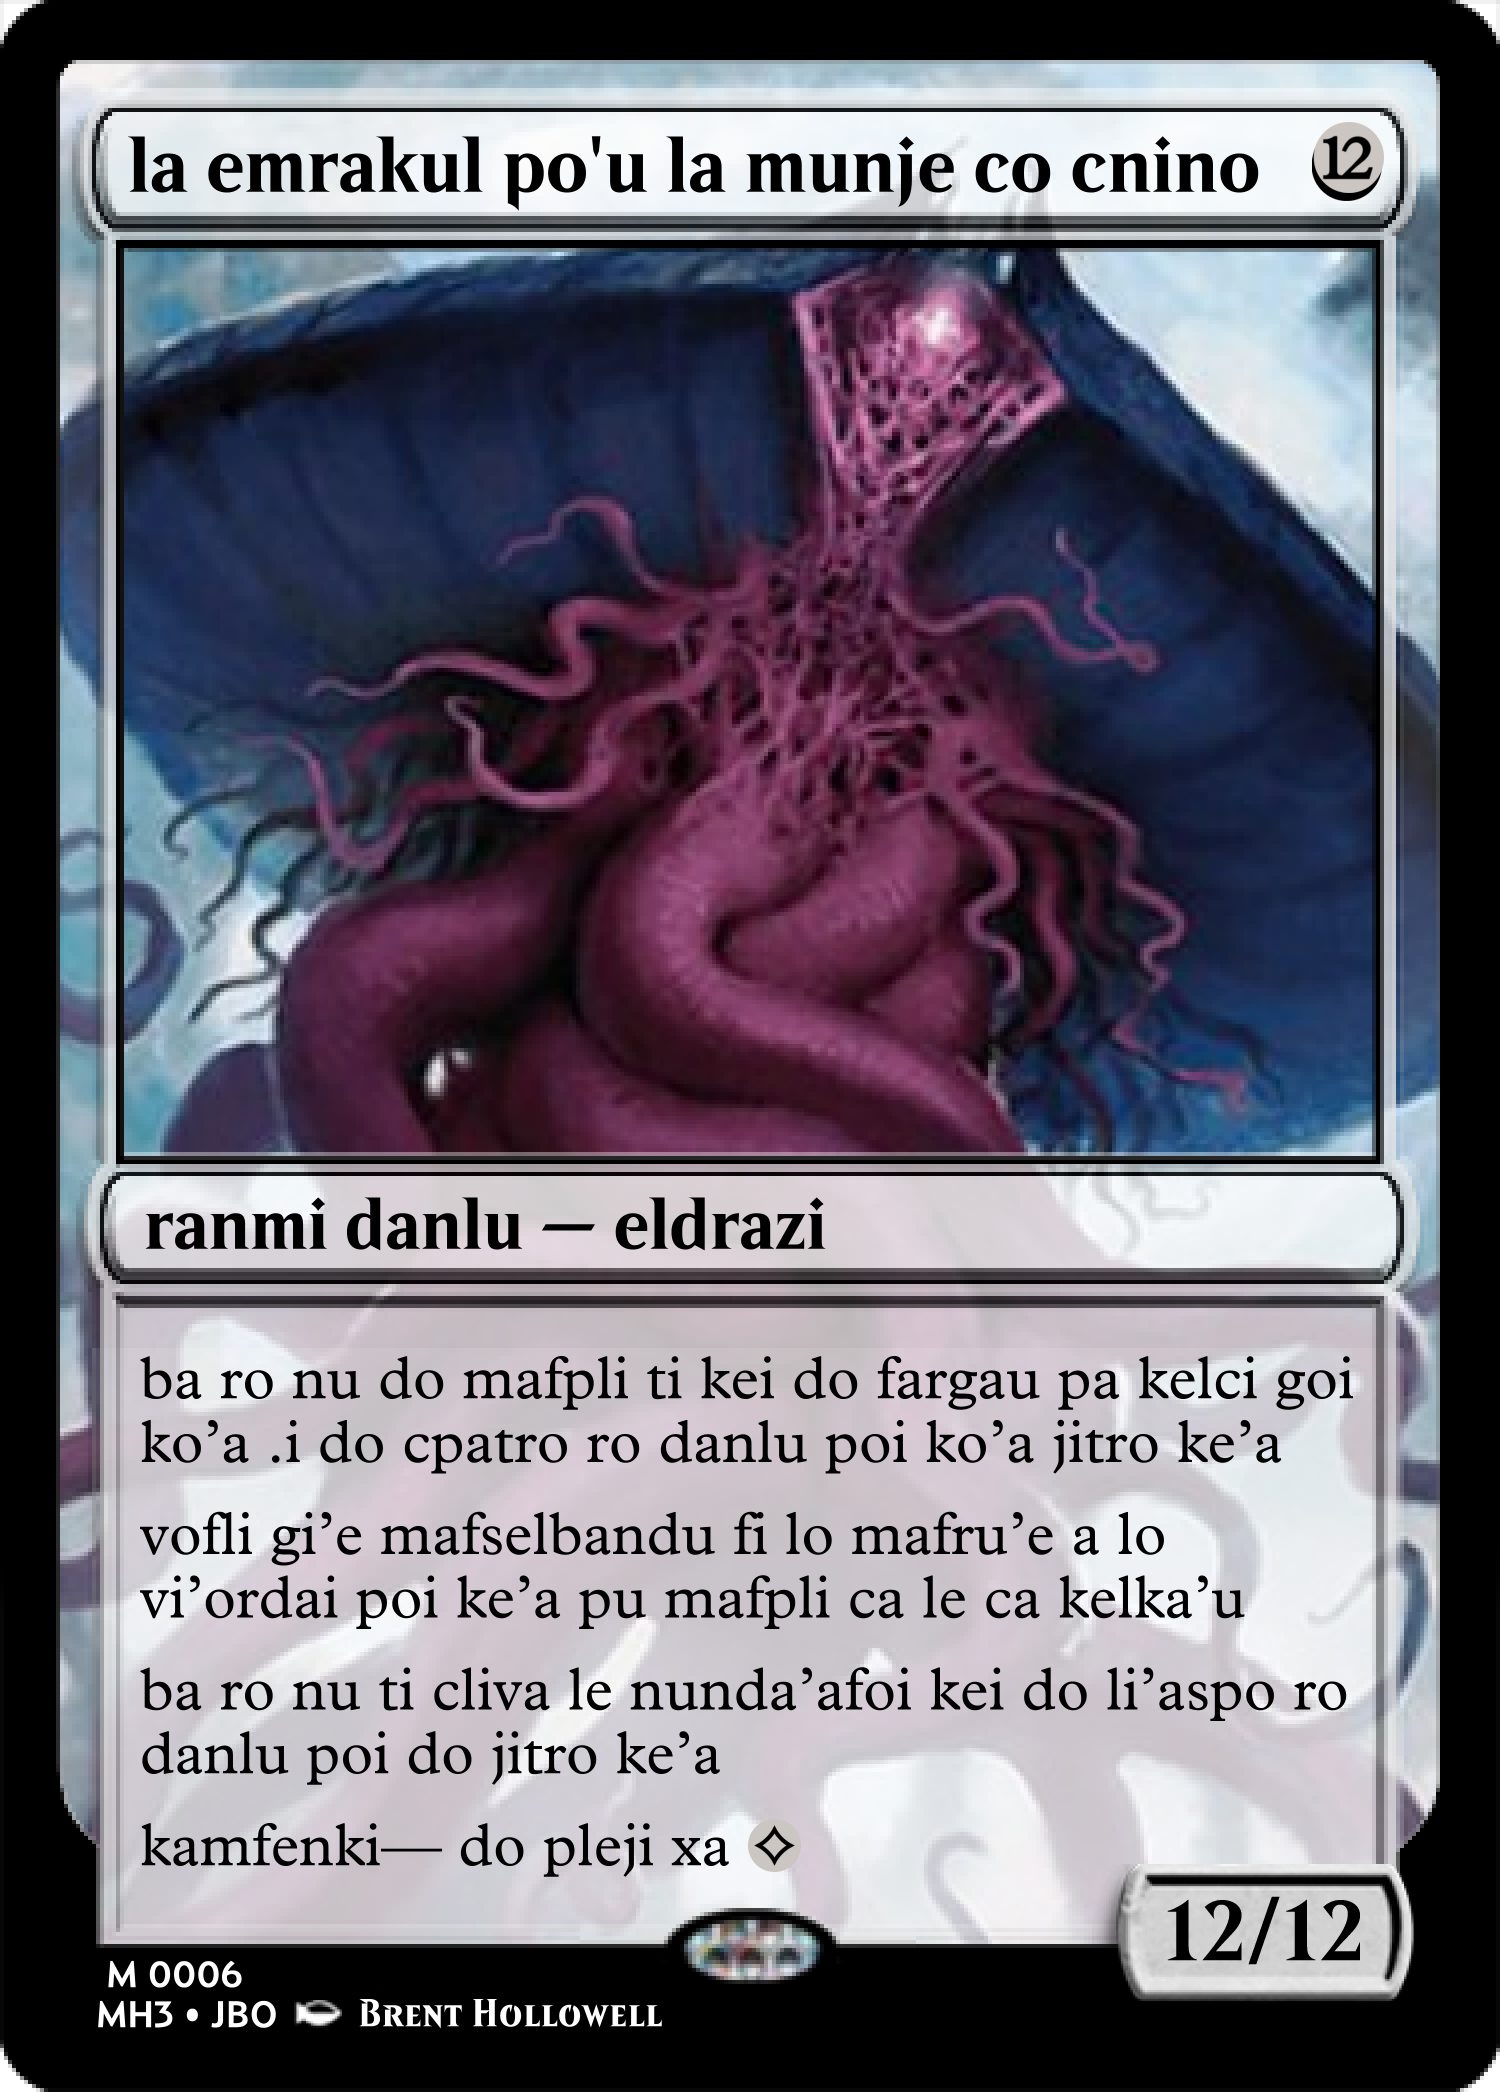 la emrakul po'u la munje co cnino 12
ranmi danlu — eldrazi
ba ro nu do mafpli ti kei do fargau pa kelci goi
ko’a .i do cpatro ro danlu poi ko’a jitro ke’a
vofli gi’e mafselbandu fi lo mafru’e a lo
vi’ordai poi ke’a pu mafpli ca le ca kelka’u
ba ro nu ti cliva le nunda’afoi kei do li’aspo ro
danlu poi do jitro ke’a
kamfenki— do pleji xa
12/12
M 0006
MH3 • JBO Brent Hollowell